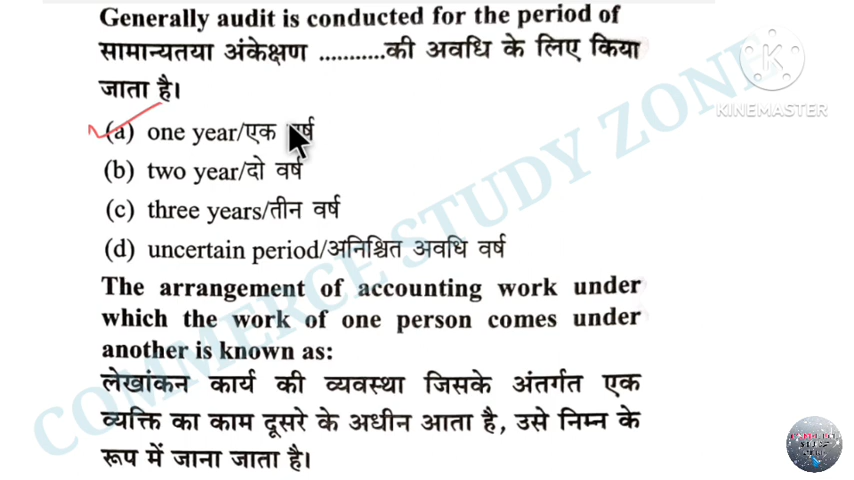 Generally audit is conducted for the period of
सामान्यतया अंकेक्षण ...........की अवधि के लिए किया
जाता है।
(a) one year/एक वर्ष
(b) two year/दो वर्ष
(c) three years/तीन वर्ष
(d) uncertain period/अनिश्चित अवधि वर्ष
The arrangement of accounting work under
which the work of one person comes under
another is known as:
लेखांकन कार्य की व्यवस्था जिसके अंतर्गत एक
व्यक्ति का काम दूसरे के अधीन आता है, उसे निम्न के
रूप में जाना जाता है।
COMMERCE STUDY ZONE
KINEMASTER